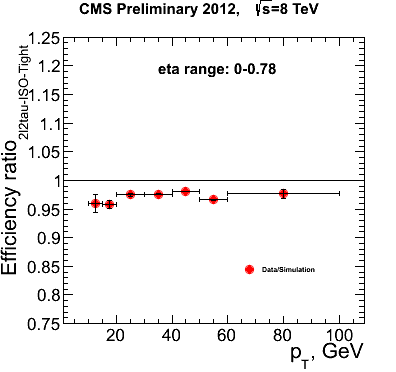 CMS Preliminary 2012, √s=8 TeV
eta range: 0-0.78
Efficiency ratio 2l2tau-ISO-Tight
1.25
1.2
1.15
1.1
1.05
1
0.95
0.9
0.85
0.8
0.75
Data/Simulation
20 40 60 80 100
pT, GeV